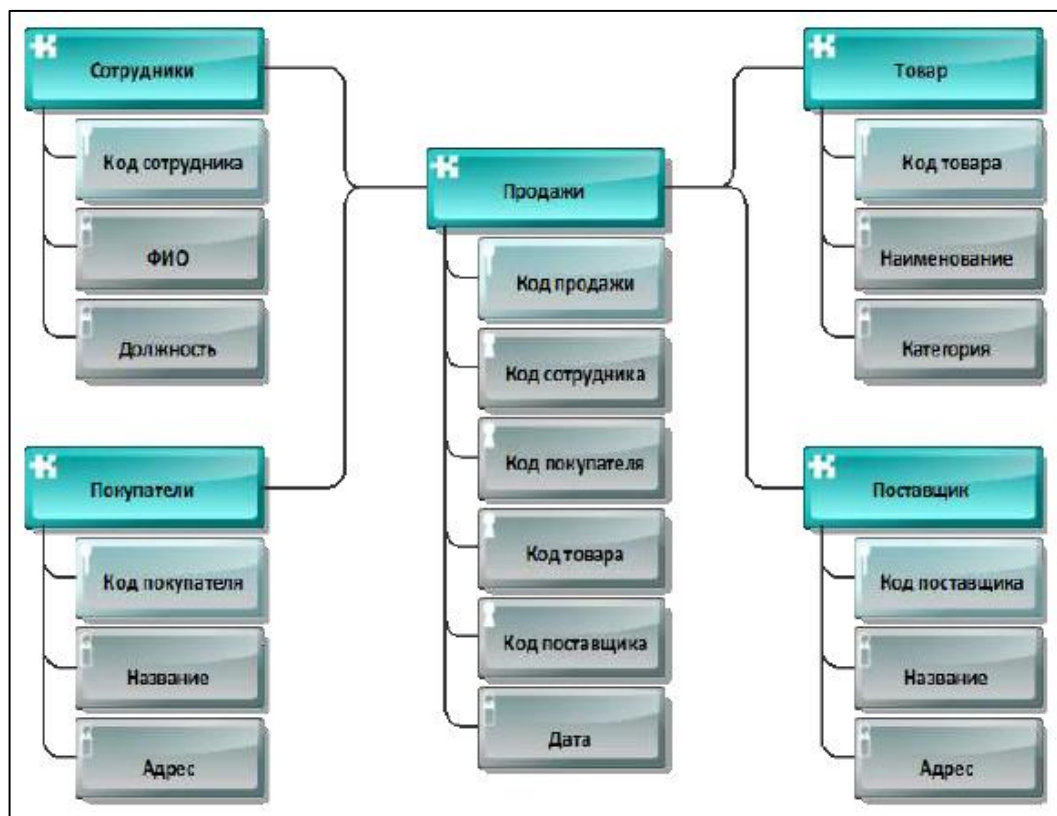 Сотрудники
Код сотрудника
ФИО
Должность
Покупатели
Код покупателя
Название
Адрес
Продажи
Код продажи
Код сотрудника
Код покупателя
Код товара
Код поставщика
Дата
Товар
Код товара
Наименование
Категория
Поставщик
Код поставщика
Название
Адрес